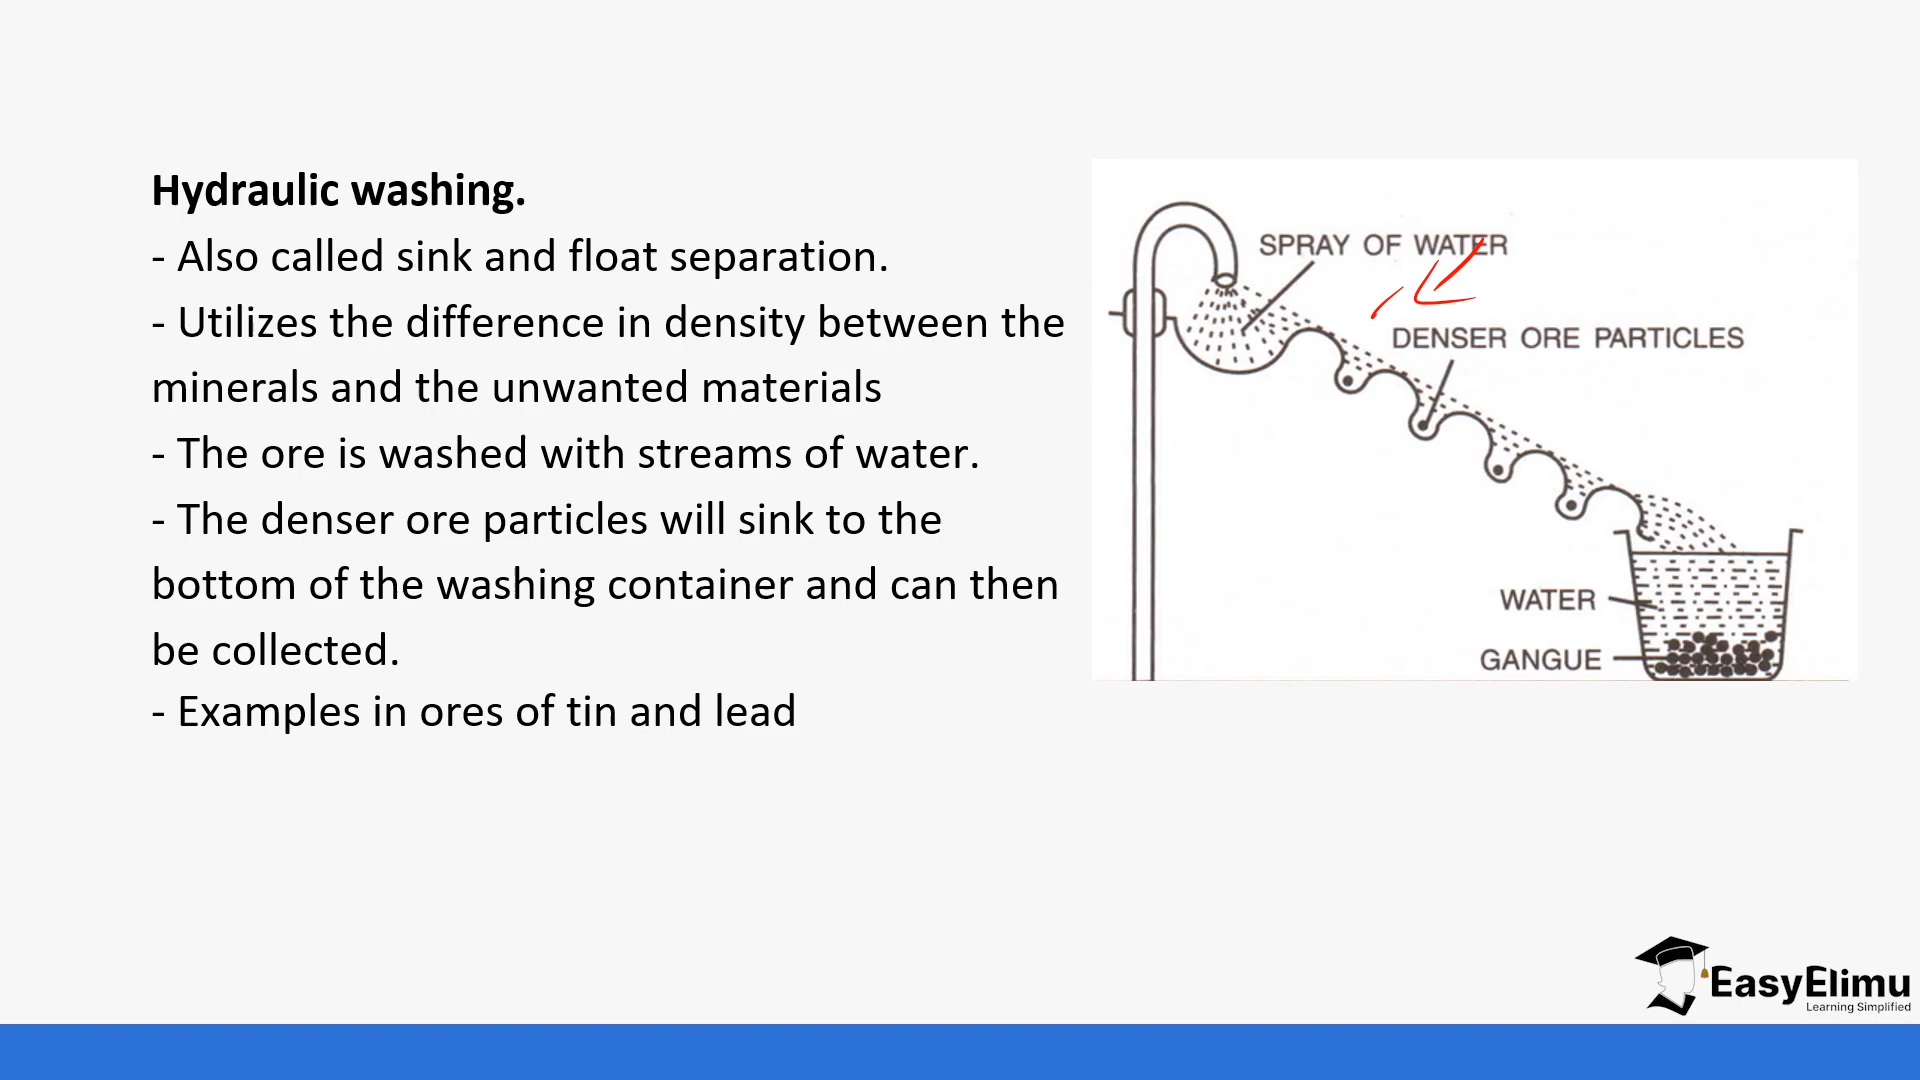 Hydraulic washing.
- Also called sink and float separation.
- Utilizes the difference in density between the
minerals and the unwanted materials
- The ore is washed with streams of water.
- The denser ore particles will sink to the
bottom of the washing container and can then
be collected.
- Examples in ores of tin and lead
SPRAY OF WATER
DENSER ORE PARTICLES
WATER
GANGUE
EasyElimu
Learning Simplified